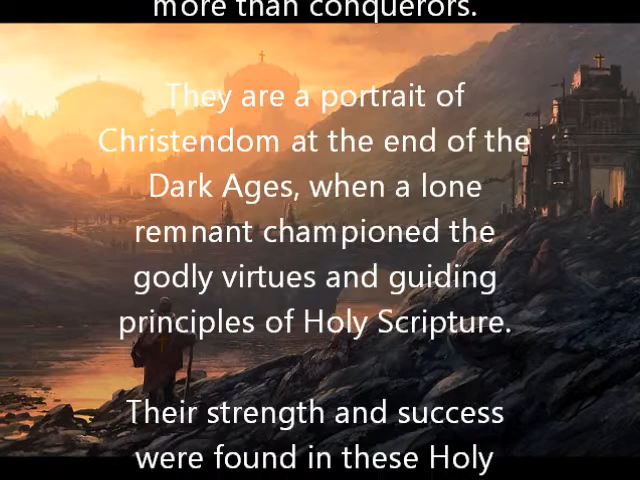 more than conquerors.
They are a portrait of
Christendom at the end of the
Dark Ages, when a lone
remnant championed the
godly virtues and guiding
principles of Holy Scripture.
Their strength and success
were found in these Holy